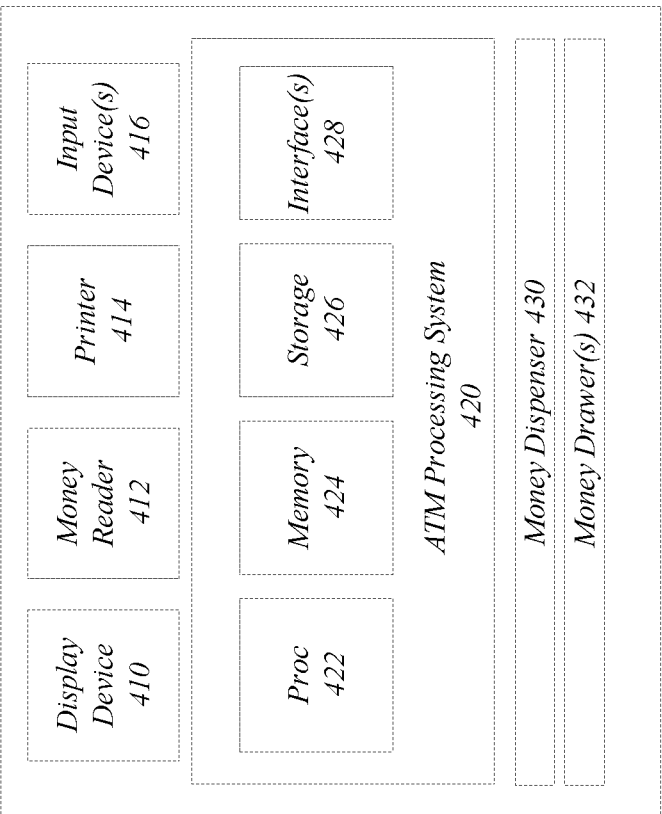 Display
Device
410
Money
Reader
412
Printer
414
Input
Device(s)
416
Proc
422
Memory
424
Storage
426
Interface(s)
428
ATM Processing System
420
Money Dispenser 430
Money Drawer(s) 432